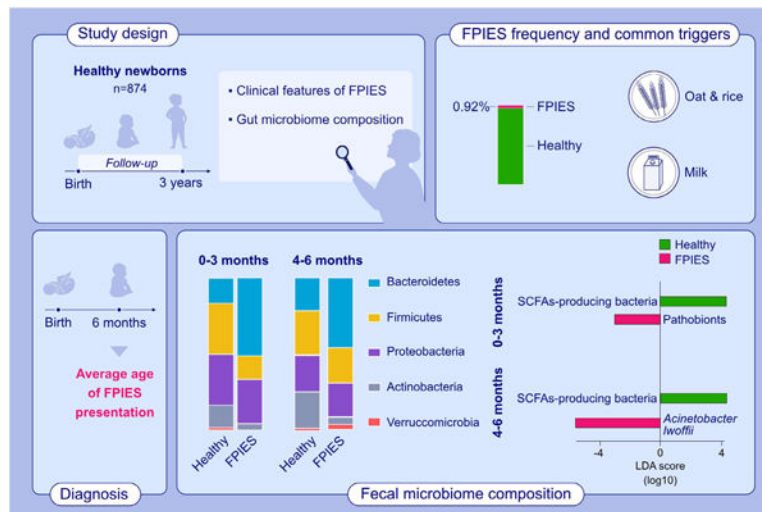 Study design
Healthy newborns
n=874
Follow-up
Birth
3 years
• Clinical features of FPIES
• Gut microbiome composition
FPIES frequency and common triggers
0.92%
FPIES
Healthy
Oat & rice
Milk
Birth
6 months
Average age
of FPIES
presentation
Diagnosis
0-3 months
4-6 months
Healthy
FPIES
Healthy
FPIES
Bacteroidetes
Firmicutes
Proteobacteria
Actinobacteria
Verruccomicrobia
Healthy
FPIES
0-3 months
SCFAs-producing bacteria
Pathobionts
4-6 months
SCFAs-producing bacteria
Acinetobacter
lwoffii
-4
0
4
LDA score
(log10)
Fecal microbiome composition